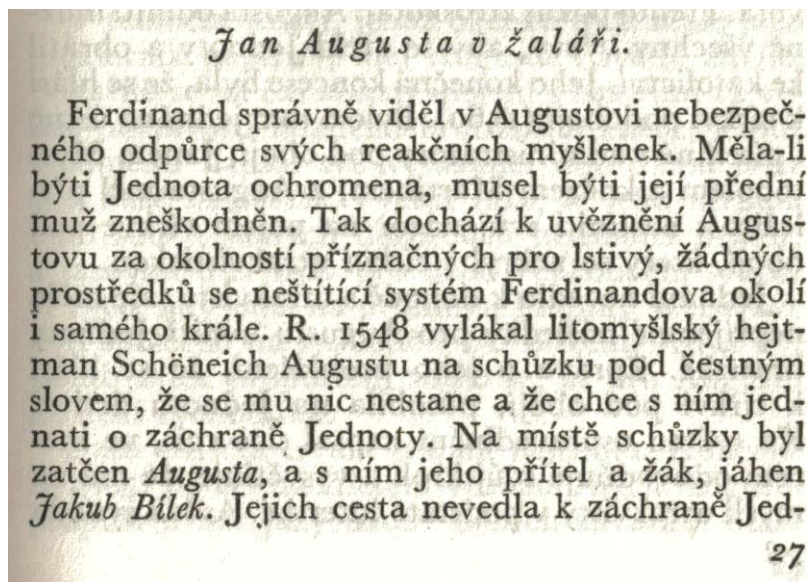 Jan Augusta v žaláři.
Ferdinand správně viděl v Augustovi nebezpeč-
ného odpůrce svých reakčních myšlenek. Měla-li
býti Jednota ochromena, musel býti její přední
muž zneškodněn. Tak dochází k uvěznění Augus-
tovu za okolností příznačných pro lstivý, žádných
prostředků se neštítící systém Ferdinandova okolí
i samého krále. R. 1548 vylákal litomyšlský hejt-
man Schöneich Augustu na schůzku pod čestným
slovem, že se mu nic nestane a že chce s ním jed-
nati o záchraně Jednoty. Na místě schůzky byl
zatčen Augusta, a s ním jeho přítel a žák, jáhen
Jakub Bílek. Jejich cesta nevedla k záchraně Jed-
27